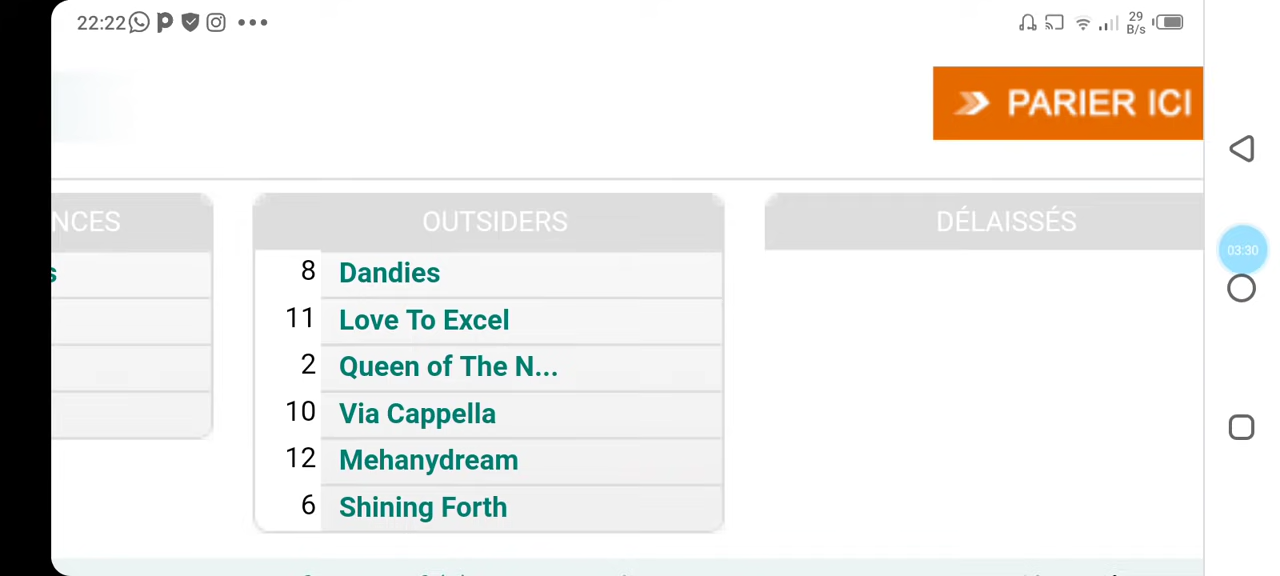 22:22
29
B/s
PARIER ICI
NCES
OUTSIDERS
DÉLAISSÉS
03:30
s
8 Dandies
11 Love To Excel
2 Queen of The N...
10 Via Cappella
12 Mehanydream
6 Shining Forth